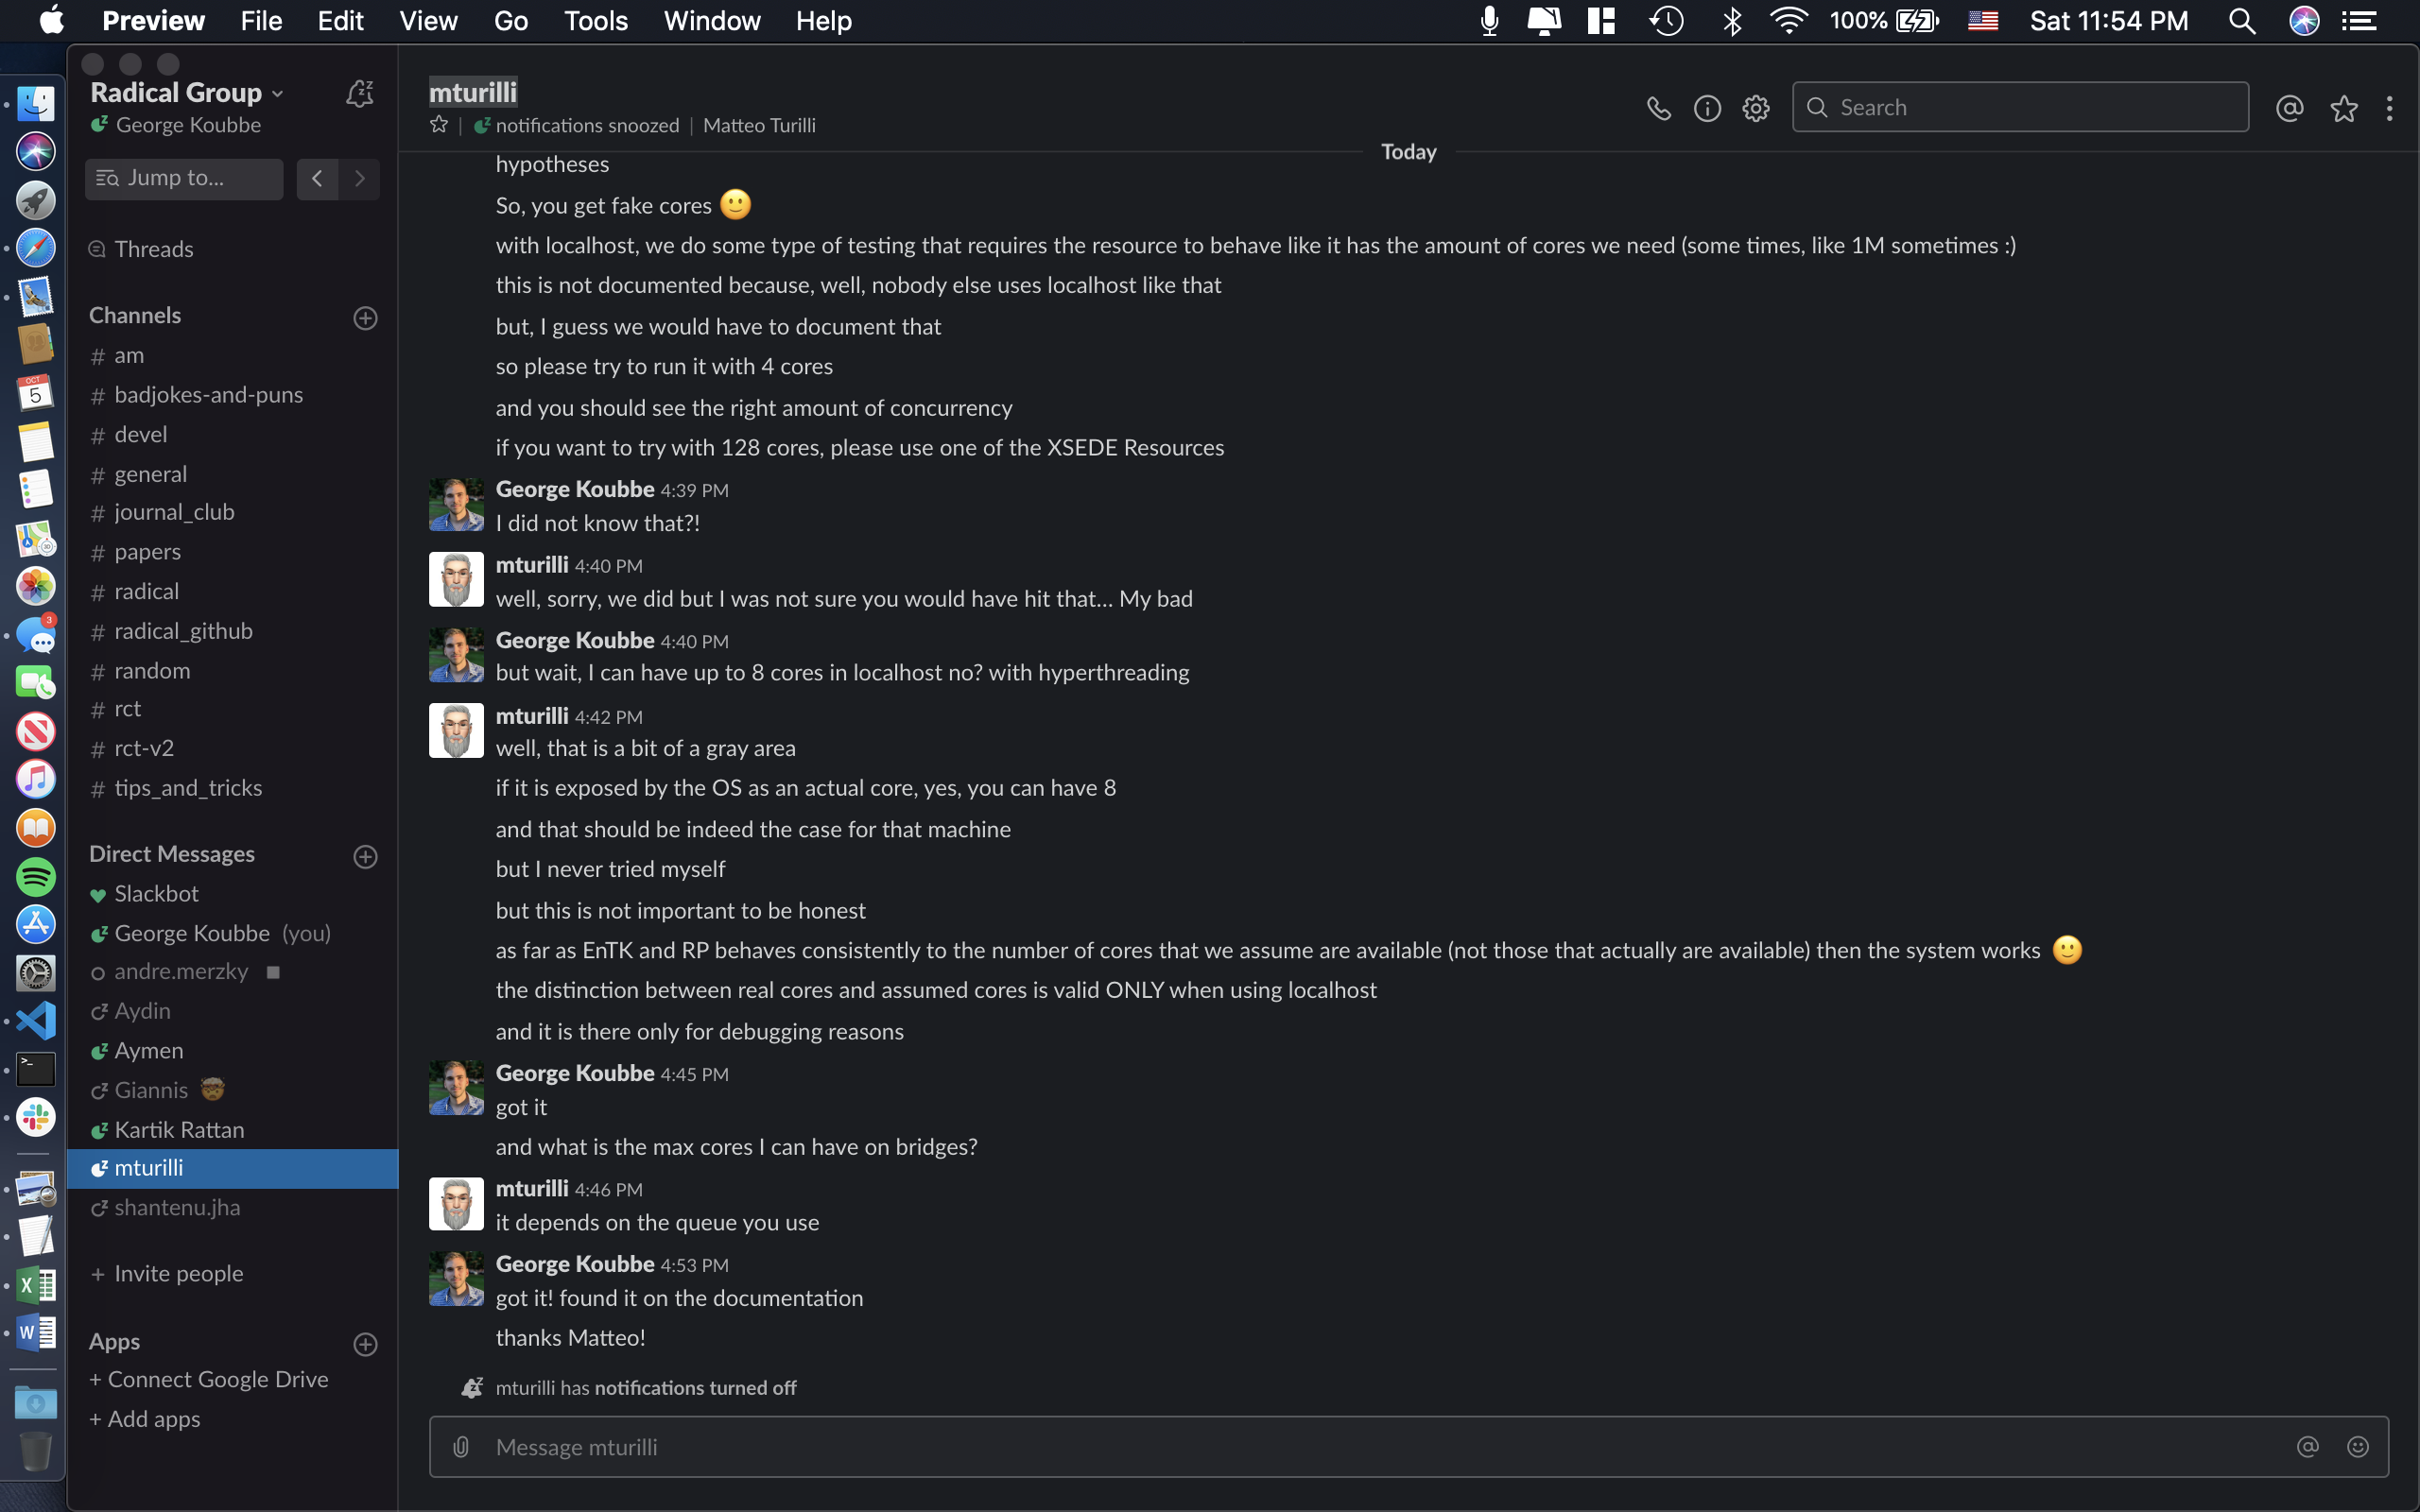 Preview File Edit View Go Tools Window Help 100% Sat 11:54 PM
Radical Group
George Koubbe
Jump to...
Threads
Channels
# am
# badjokes-and-puns
# devel
# general
# journal_club
# papers
# radical
# radical_github
# random
# rct
# rct-v2
# tips_and_tricks
Direct Messages
Slackbot
George Koubbe (you)
andre.merzky
Aydin
Aymen
Giannis
Kartik Rattan
mturilli
shantenu.jha
+ Invite people
Apps
+ Connect Google Drive
+ Add apps
mturilli
notifications snoozed | Matteo Turilli
Search
Today
hypotheses
So, you get fake cores 🙂
with localhost, we do some type of testing that requires the resource to behave like it has the amount of cores we need (some times, like 1M sometimes :)
this is not documented because, well, nobody else uses localhost like that
but, I guess we would have to document that
so please try to run it with 4 cores
and you should see the right amount of concurrency
if you want to try with 128 cores, please use one of the XSEDE Resources
George Koubbe 4:39 PM
I did not know that?!
mturilli 4:40 PM
well, sorry, we did but I was not sure you would have hit that... My bad
George Koubbe 4:40 PM
but wait, I can have up to 8 cores in localhost no? with hyperthreading
mturilli 4:42 PM
well, that is a bit of a gray area
if it is exposed by the OS as an actual core, yes, you can have 8
and that should be indeed the case for that machine
but I never tried myself
but this is not important to be honest
as far as EnTK and RP behaves consistently to the number of cores that we assume are available (not those that actually are available) then the system works 🙂
the distinction between real cores and assumed cores is valid ONLY when using localhost
and it is there only for debugging reasons
George Koubbe 4:45 PM
got it
and what is the max cores I can have on bridges?
mturilli 4:46 PM
it depends on the queue you use
George Koubbe 4:53 PM
got it! found it on the documentation
thanks Matteo!
mturilli has notifications turned off
Message mturilli
OCT
5
3